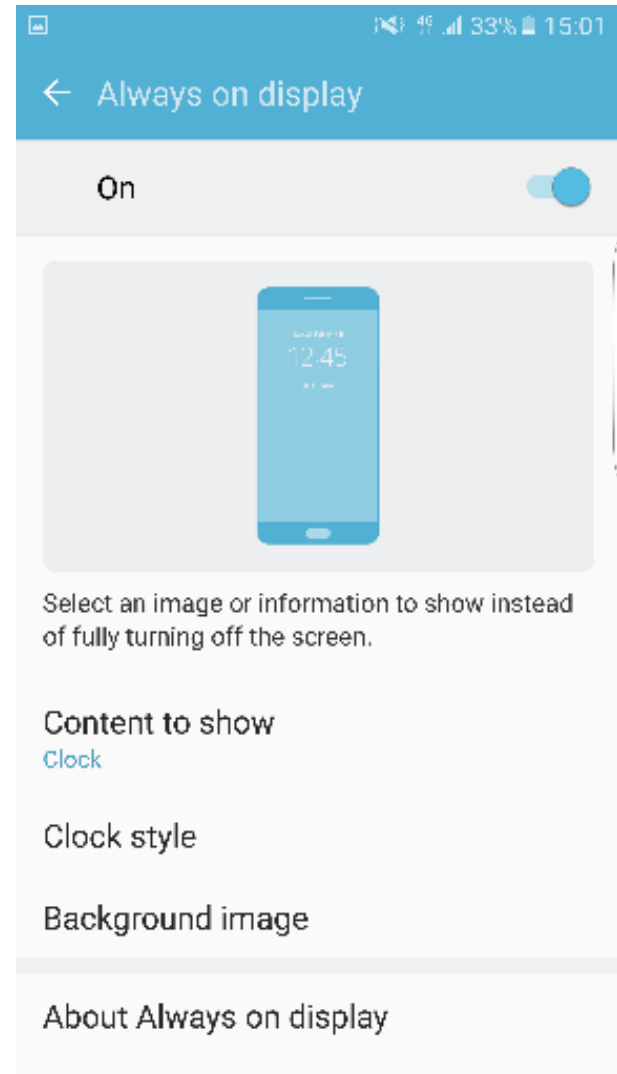 4G 33% 15:01
Always on display
On
12:45
Select an image or information to show instead
of fully turning off the screen.
Content to show
Clock
Clock style
Background image
About Always on display